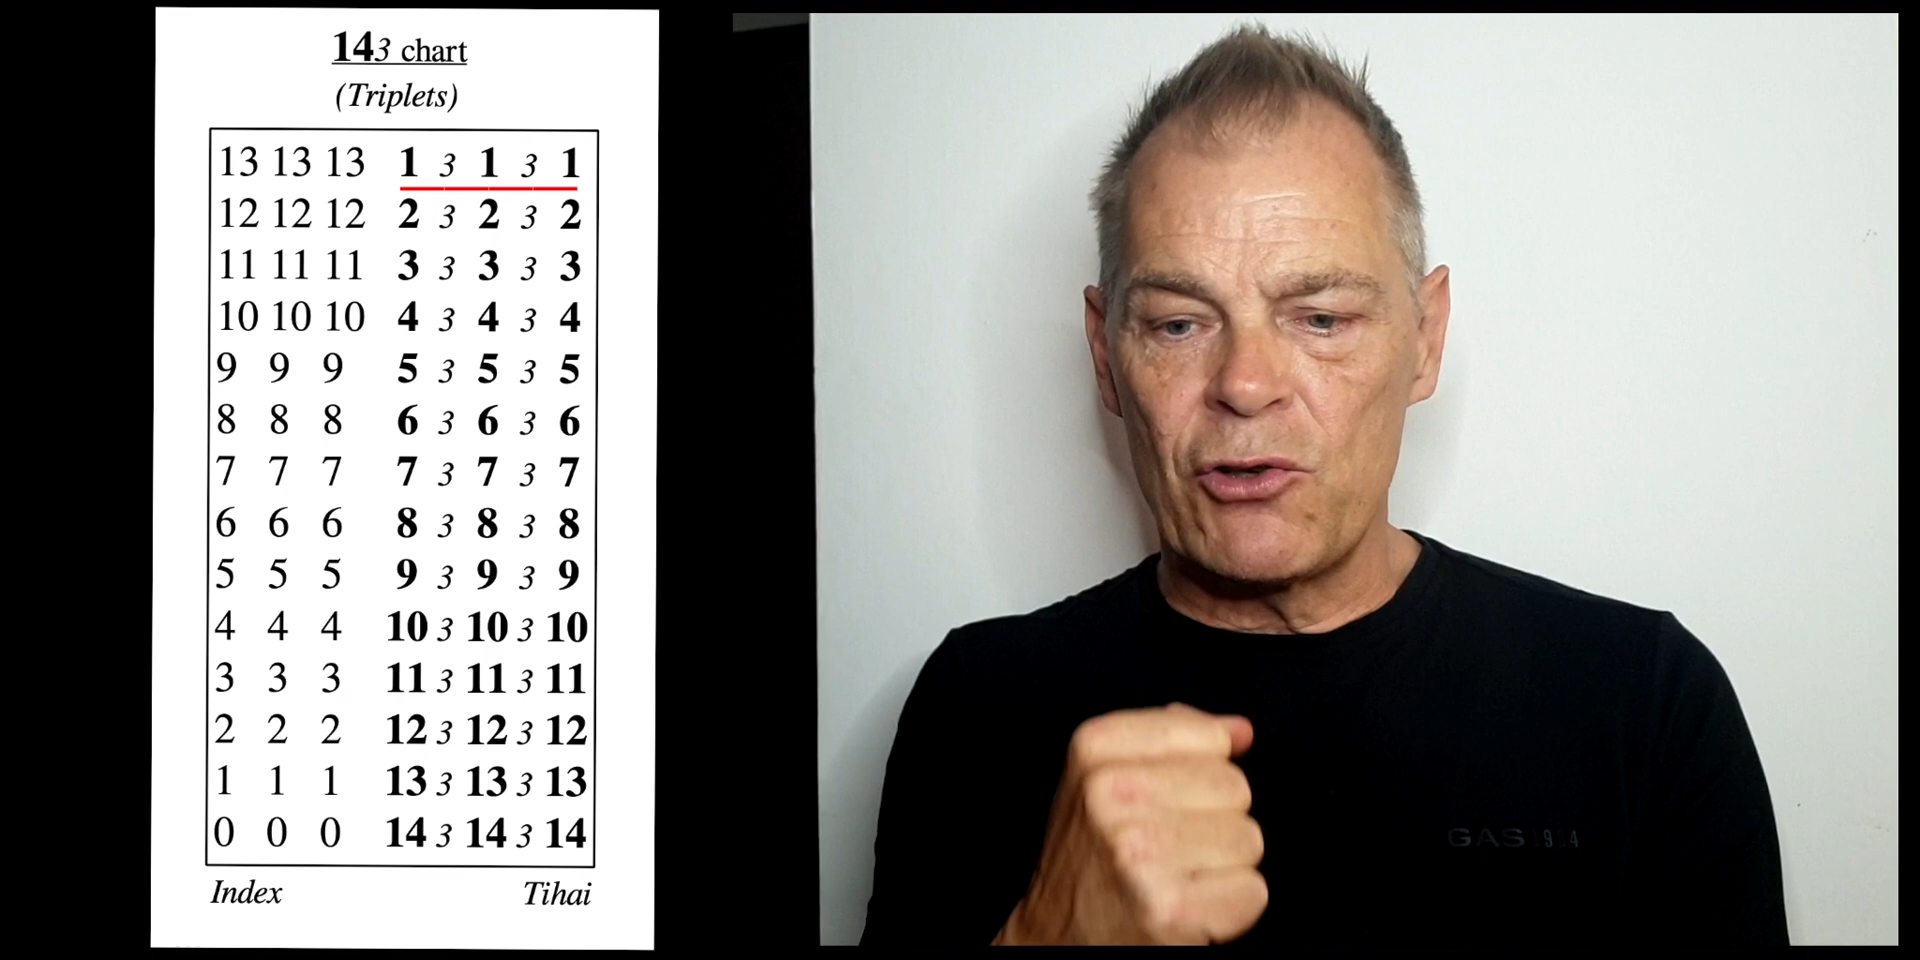 143 chart
(Triplets)
13 13 13 1 3 1 3 1
12 12 12 2 3 2 3 2
11 11 11 3 3 3 3 3
10 10 10 4 3 4 3 4
9 9 9 5 3 5 3 5
8 8 8 6 3 6 3 6
7 7 7 7 3 7 3 7
6 6 6 8 3 8 3 8
5 5 5 9 3 9 3 9
4 4 4 10 3 10 3 10
3 3 3 11 3 11 3 11
2 2 2 12 3 12 3 12
1 1 1 13 3 13 3 13
0 0 0 14 3 14 3 14
Index Tihai
GAS 1984